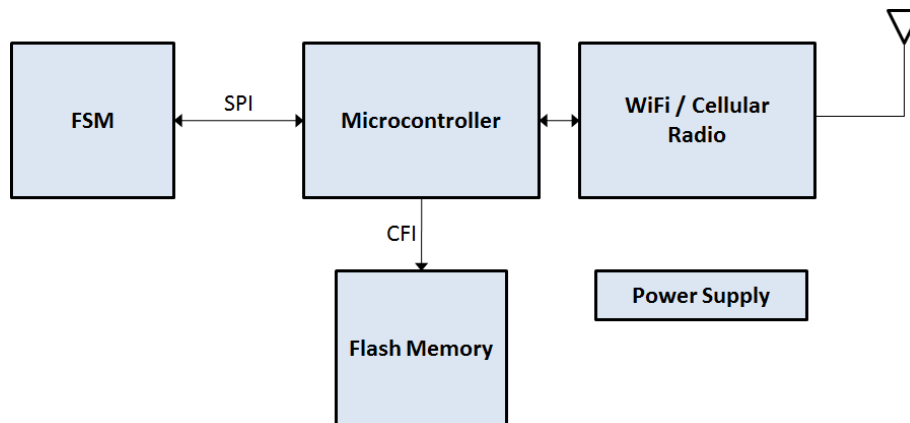 FSM
SPI
Microcontroller
WiFi / Cellular
Radio
CFI
Flash Memory
Power Supply